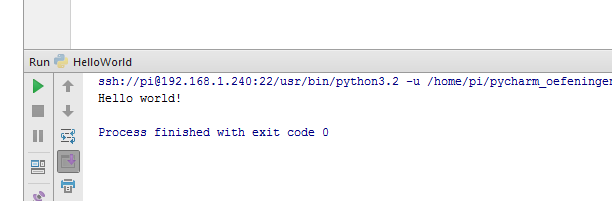 Run HelloWorld
ssh://pi@192.168.1.240:22/usr/bin/python3.2 -u /home/pi/pycharm_oefeningen
Hello world!
Process finished with exit code 0